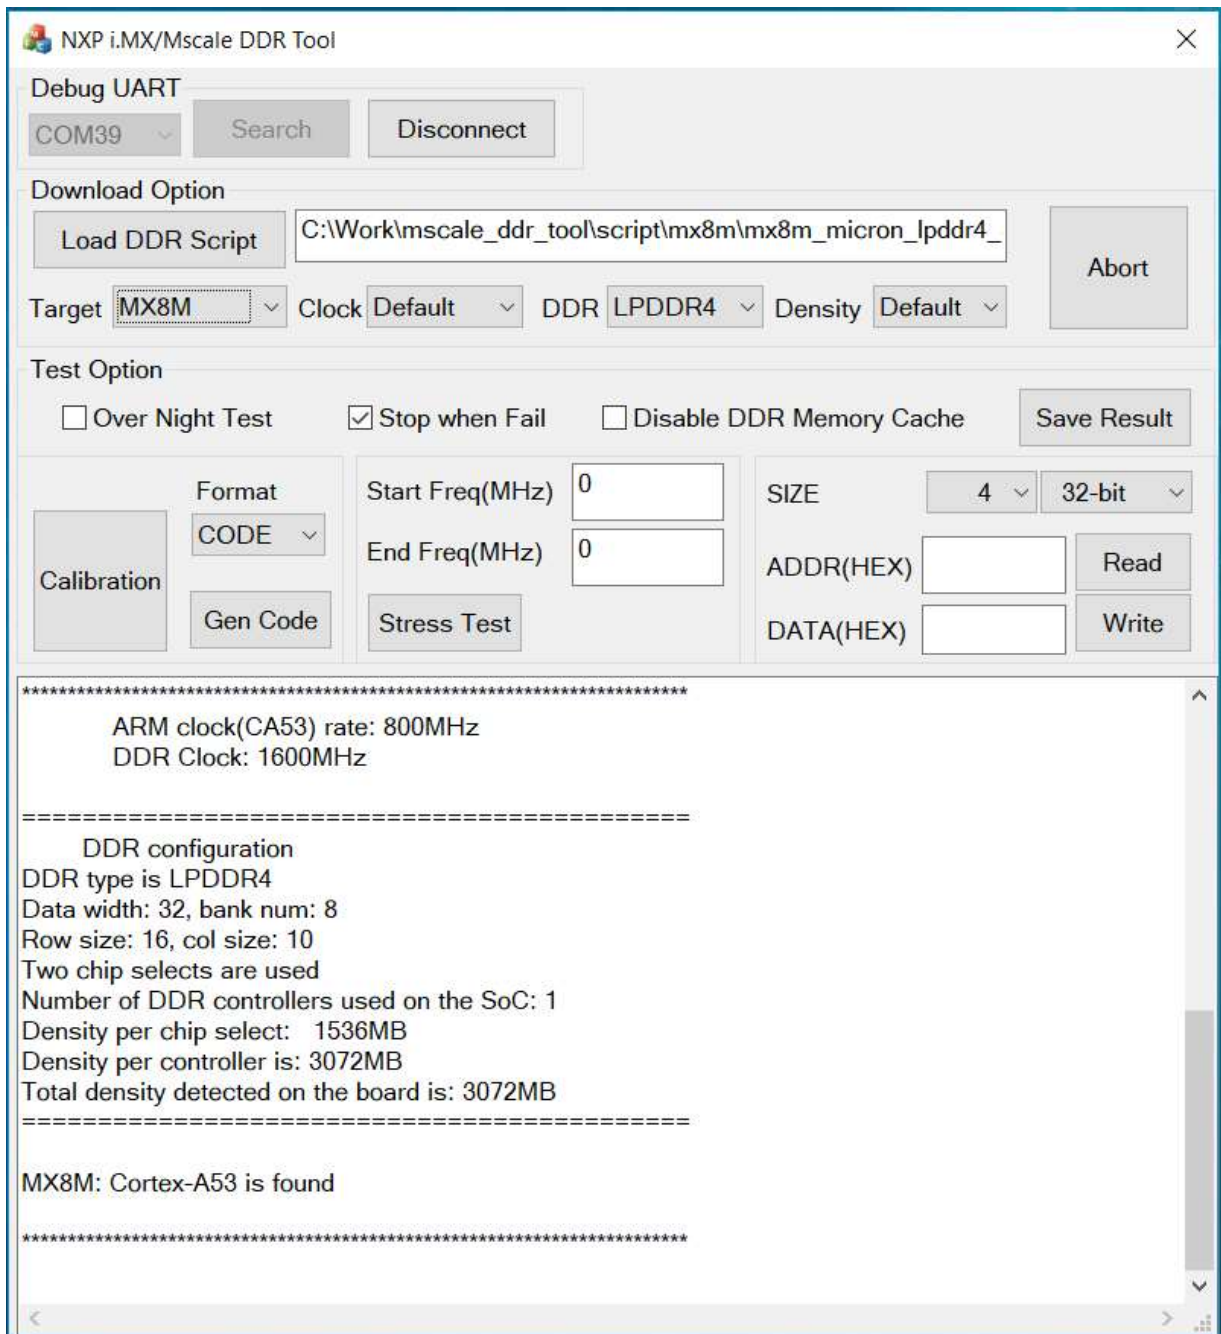 NXP i.MX/Mscale DDR Tool
Debug UART
COM39 Search Disconnect
Download Option
Load DDR Script C:\Work\mscale_ddr_tool\script\mx8m\mx8m_micron_lpddr4_
Abort
Target MX8M Clock Default DDR LPDDR4 Density Default
Test Option
Over Night Test Stop when Fail Disable DDR Memory Cache Save Result
Format
CODE
Calibration
Gen Code
Start Freq(MHz) 0
End Freq(MHz) 0
Stress Test
SIZE 4 32-bit
ADDR(HEX) Read
DATA(HEX) Write
*************************************************************************
ARM clock(CA53) rate: 800MHz
DDR Clock: 1600MHz
============================================
DDR configuration
DDR type is LPDDR4
Data width: 32, bank num: 8
Row size: 16, col size: 10
Two chip selects are used
Number of DDR controllers used on the SoC: 1
Density per chip select: 1536MB
Density per controller is: 3072MB
Total density detected on the board is: 3072MB
============================================
MX8M: Cortex-A53 is found
*************************************************************************